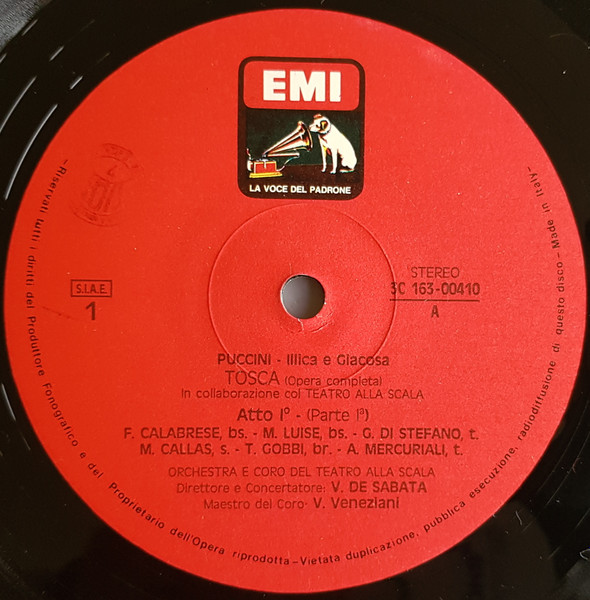 EMI
LA VOCE DEL PADRONE
S.I.A.E.
1
STEREO
3C 163-00410
A
PUCCINI - Illica e Giacosa
TOSCA (Opera completa)
In collaborazione col TEATRO ALLA SCALA
Atto Iº - (Parte Iª)
F. CALABRESE, bs. - M. LUISE, bs. - G. DI STEFANO, t.
M. CALLAS, s. - T. GOBBI, br. - A. MERCURIALI, t.
ORCHESTRA E CORO DEL TEATRO ALLA SCALA
Direttore e Concertatore: V. DE SABATA
Maestro del Coro: V. Veneziani
-Riservati tutti i diritti del Produttore Fonografico e del Proprietario dell'Opera riprodotta-Vietata duplicazione, pubblica esecuzione, radiodiffusione di questo disco-Made in Italy-